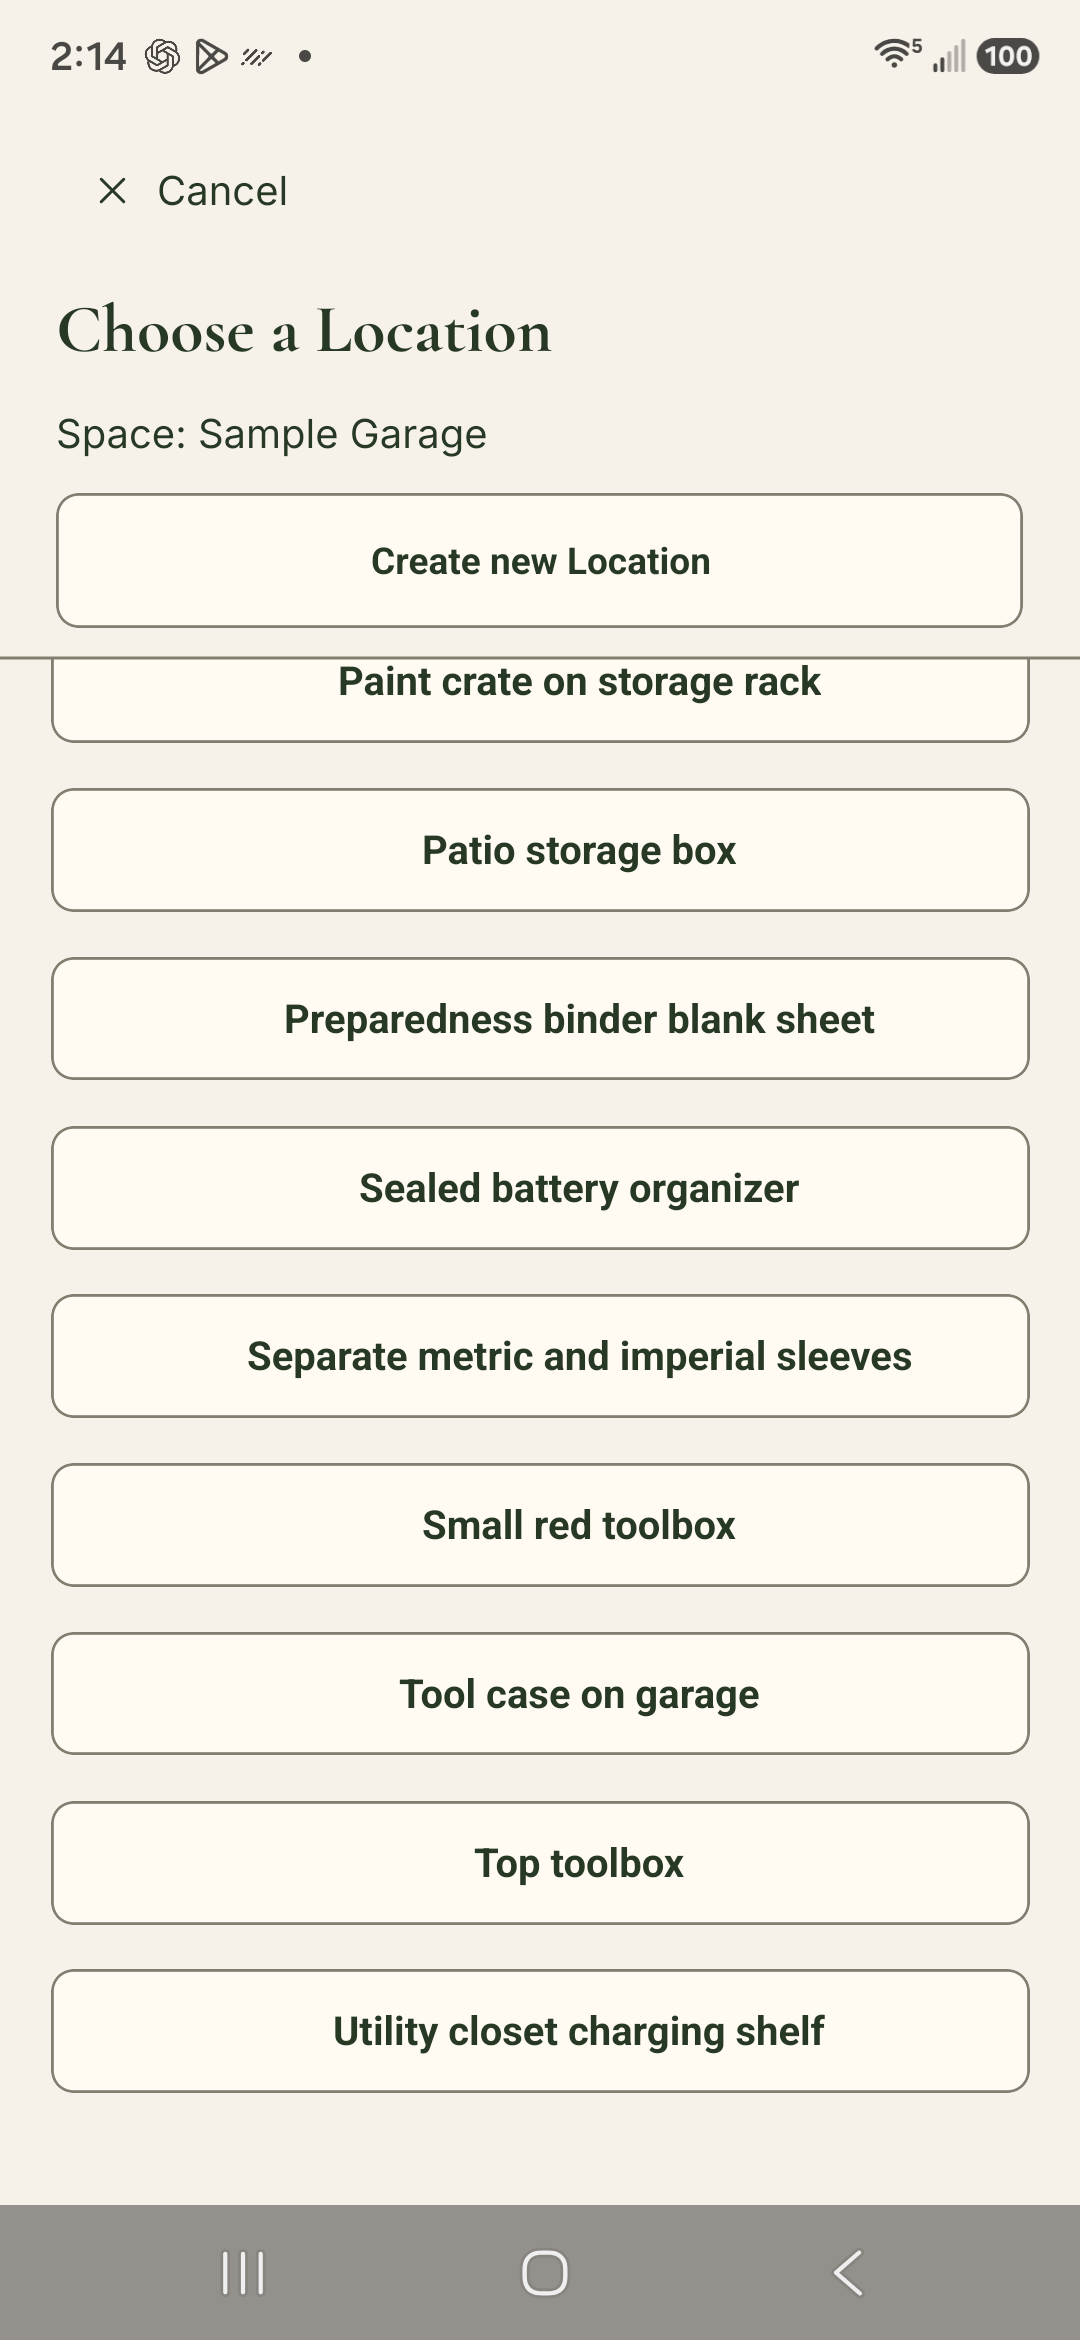 2:14
5
100
Cancel
Choose a Location
Space: Sample Garage
Create new Location
Paint crate on storage rack
Patio storage box
Preparedness binder blank sheet
Sealed battery organizer
Separate metric and imperial sleeves
Small red toolbox
Tool case on garage
Top toolbox
Utility closet charging shelf